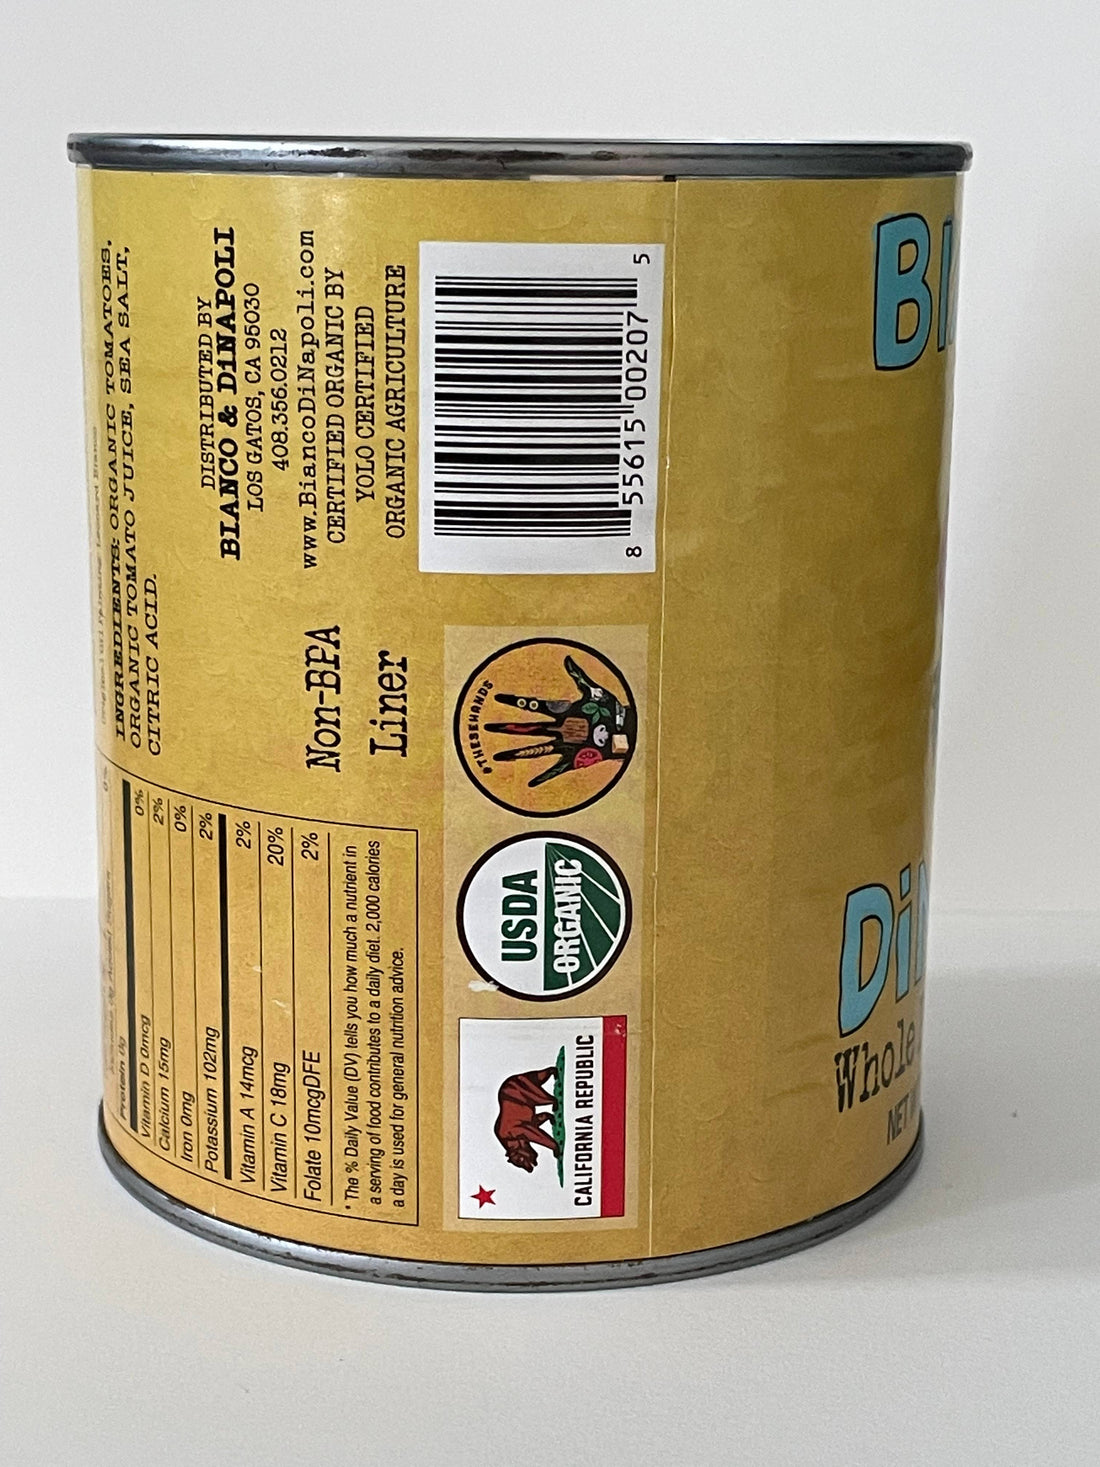 INGREDIENTS: ORGANIC TOMATOES,
ORGANIC TOMATO JUICE, SEA SALT,
CITRIC ACID.
DISTRIBUTED BY
BIANCO & DiNAPOLI
LOS GATOS, CA 95030
408.356.0212
www.BiancoDiNapoli.com
CERTIFIED ORGANIC BY
YOLO CERTIFIED
ORGANIC AGRICULTURE
Non-BPA
Liner
8 55615 00207 5
#THESEHANDS
USDA
ORGANIC
CALIFORNIA REPUBLIC
0%
Protein 0g
Vitamin D 0mcg 0%
Calcium 15mg 2%
Iron 0mg 0%
Potassium 102mg 2%
Vitamin A 14mcg 2%
Vitamin C 18mg 20%
Folate 10mcgDFE 2%
* The % Daily Value (DV) tells you how much a nutrient in
a serving of food contributes to a daily diet. 2,000 calories
a day is used for general nutrition advice.
BI
DiN
Whole
NET